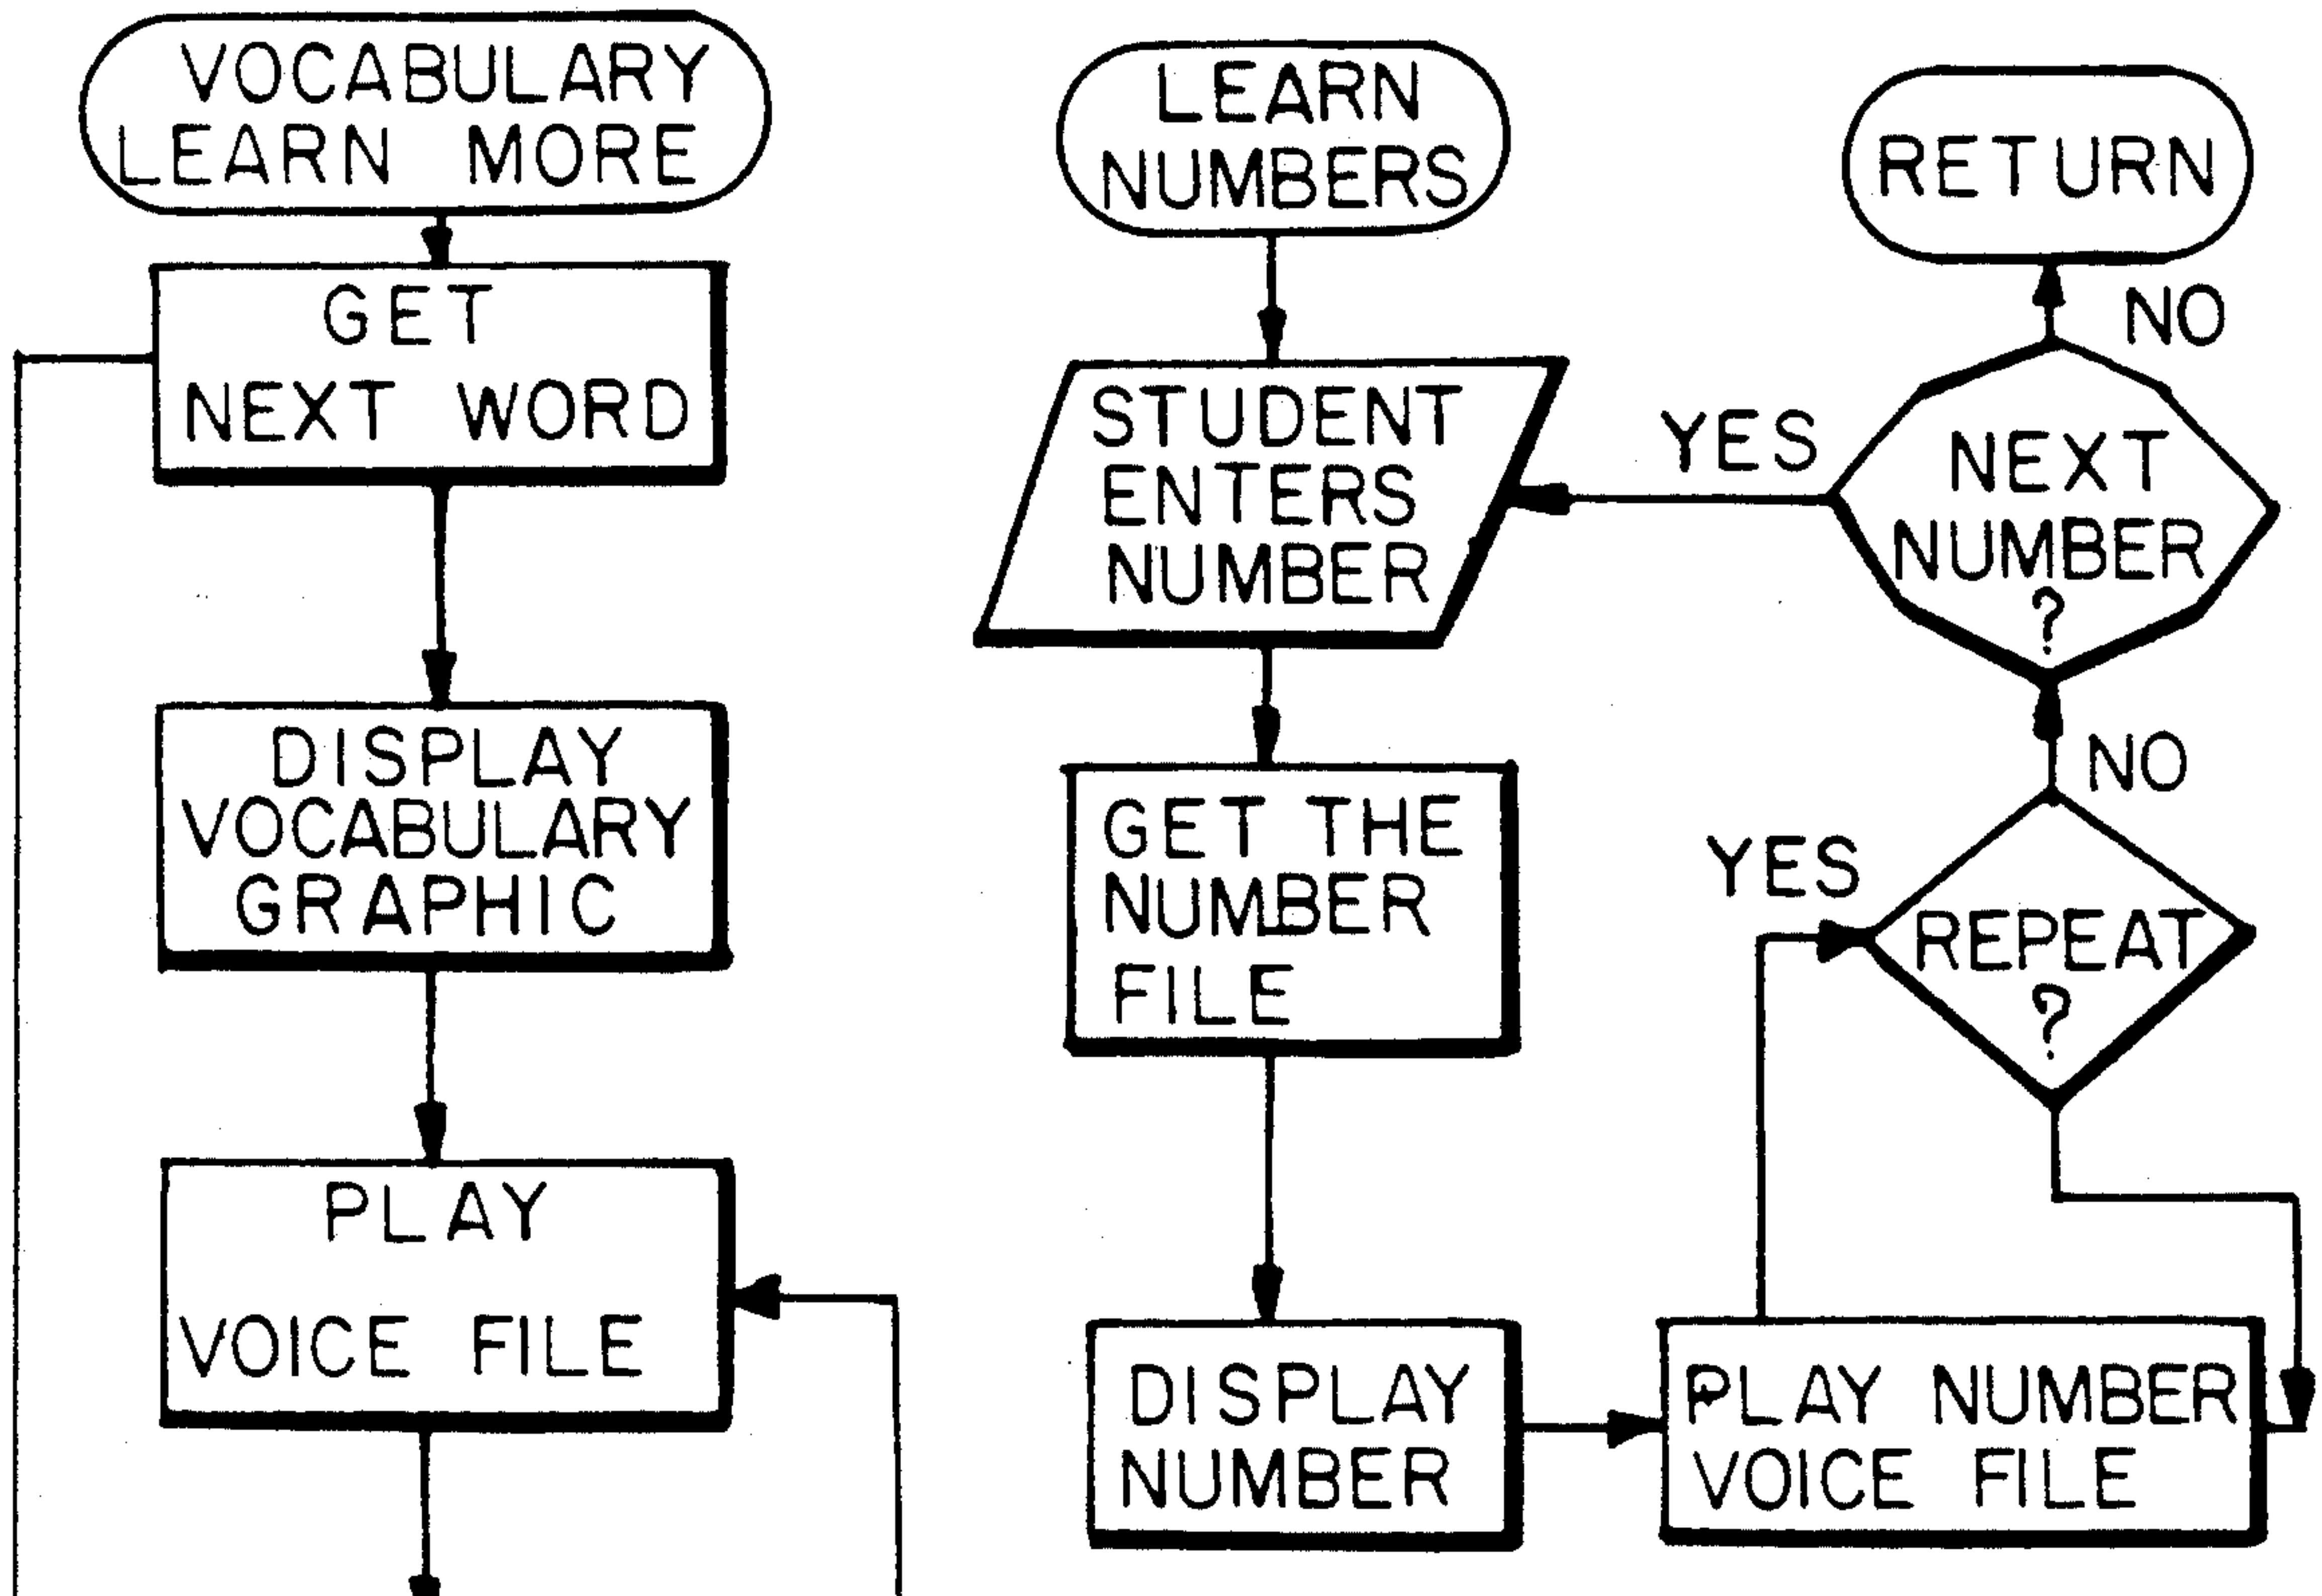 VOCABULARY
LEARN MORE
GET
NEXT WORD
DISPLAY
VOCABULARY
GRAPHIC
PLAY
VOICE FILE
LEARN
NUMBERS
STUDENT
ENTERS
NUMBER
GET THE
NUMBER
FILE
DISPLAY
NUMBER
PLAY NUMBER
VOICE FILE
YES
REPEAT
?
NO
YES
NEXT
NUMBER
?
NO
RETURN